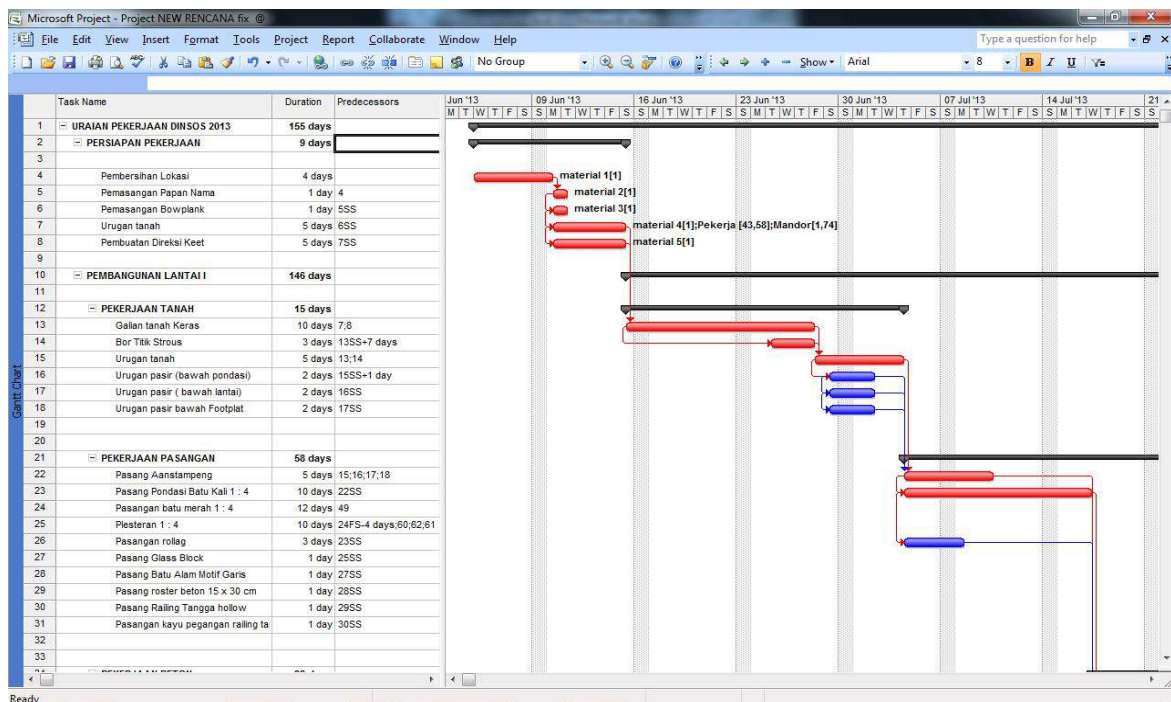 Microsoft Project - Project NEW RENCANA fix @
File Edit View Insert Format Tools Project Report Collaborate Window Help Type a question for help
No Group Show Arial 8 B I U
Task Name Duration Predecessors Jun '13 09 Jun '13 16 Jun '13 23 Jun '13 30 Jun '13 07 Jul '13 14 Jul '13 21
M T W T F S S M T W T F S S M T W T F S S M T W T F S S M T W T F S S M T W T F S S M T W T F S S
1 URAIAN PEKERJAAN DINSOS 2013 155 days
2 PERSIAPAN PEKERJAAN 9 days
3
4 Pembersihan Lokasi 4 days material 1[1]
5 Pemasangan Papan Nama 1 day 4 material 2[1]
6 Pemasangan Bowplank 1 day 5SS material 3[1]
7 Urugan tanah 5 days 6SS material 4[1];Pekerja [43,58];Mandor[1,74]
8 Pembuatan Direksi Keet 5 days 7SS material 5[1]
9
10 PEMBANGUNAN LANTAI I 146 days
11
12 PEKERJAAN TANAH 15 days
13 Galian tanah Keras 10 days 7;8
14 Bor Titik Strous 3 days 13SS+7 days
15 Urugan tanah 5 days 13;14
16 Urugan pasir (bawah pondasi) 2 days 15SS+1 day
17 Urugan pasir ( bawah lantai) 2 days 16SS
18 Urugan pasir bawah Footplat 2 days 17SS
19
20
21 PEKERJAAN PASANGAN 58 days
22 Pasang Aanstampeng 5 days 15;16;17;18
23 Pasang Pondasi Batu Kali 1 : 4 10 days 22SS
24 Pasangan batu merah 1 : 4 12 days 49
25 Plesteran 1 : 4 10 days 24FS-4 days;60;62;61
26 Pasangan rollag 3 days 23SS
27 Pasang Glass Block 1 day 25SS
28 Pasang Batu Alam Motif Garis 1 day 27SS
29 Pasang roster beton 15 x 30 cm 1 day 28SS
30 Pasang Railing Tangga hollow 1 day 29SS
31 Pasangan kayu pegangan railing ta 1 day 30SS
32
33
Gantt Chart
Ready